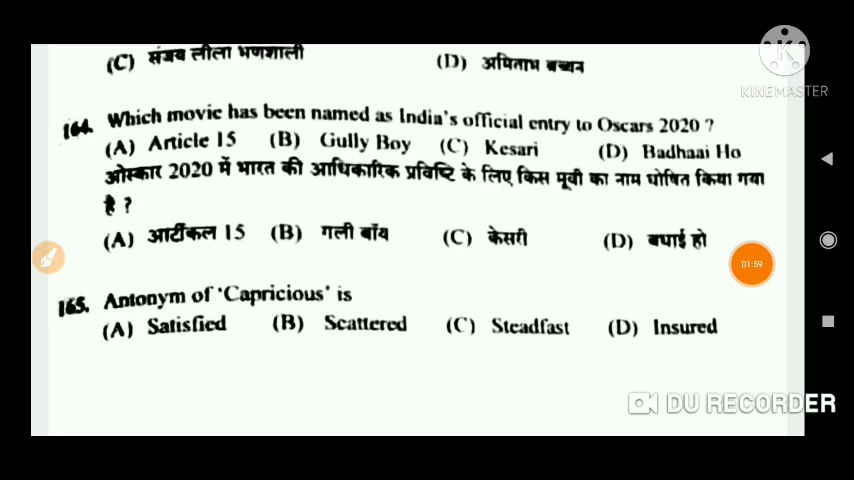 (C) संजय लीला भणशाली (D) अमिताभ बच्चन
K
KINEMASTER
164. Which movie has been named as India's official entry to Oscars 2020 ?
(A) Article 15 (B) Gully Boy (C) Kesari (D) Badhaai Ho
ओस्कार 2020 में भारत की आधिकारिक प्रविष्टि के लिए किस मूवी का नाम घोषित किया गया
है ?
(A) आर्टीकल 15 (B) गली बॉय (C) केसरी (D) बधाई हो
01:59
165. Antonym of 'Capricious' is
(A) Satisfied (B) Scattered (C) Steadfast (D) Insured
DU RECORDER